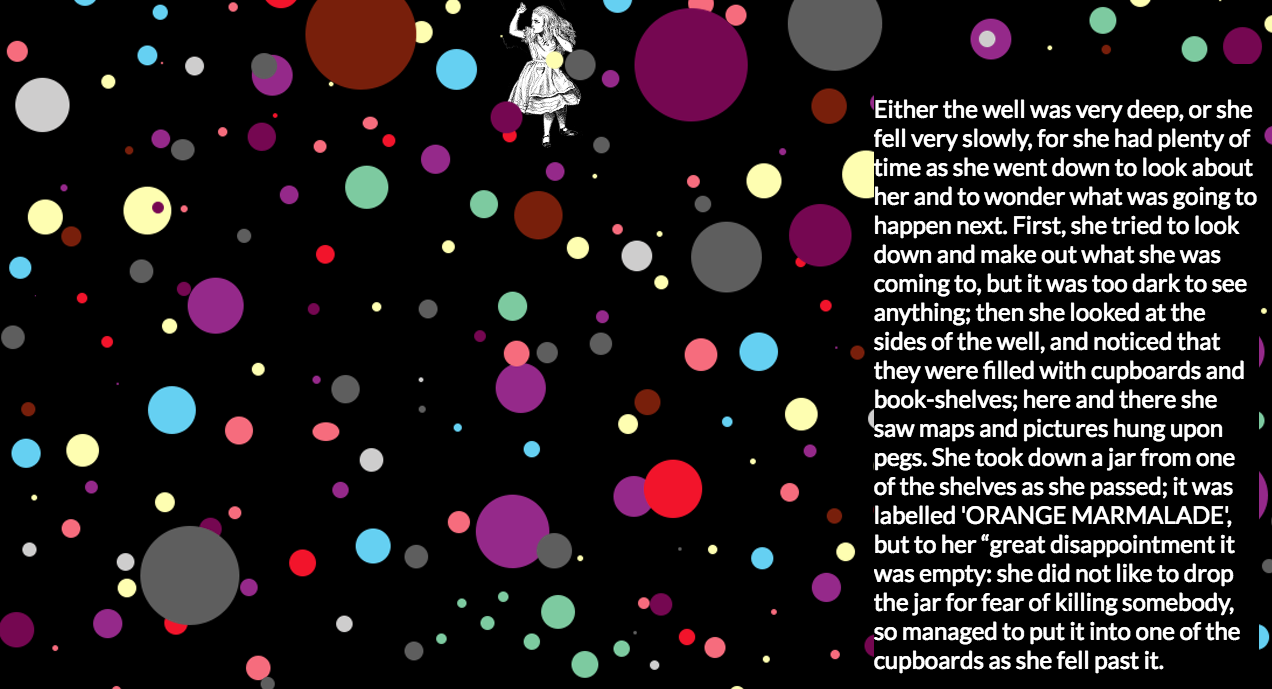 Either the well was very deep, or she
fell very slowly, for she had plenty of
time as she went down to look about
her and to wonder what was going to
happen next. First, she tried to look
down and make out what she was
coming to, but it was too dark to see
anything; then she looked at the
sides of the well, and noticed that
they were filled with cupboards and
book-shelves; here and there she
saw maps and pictures hung upon
pegs. She took down a jar from one
of the shelves as she passed; it was
labelled 'ORANGE MARMALADE',
but to her “great disappointment it
was empty: she did not like to drop
the jar for fear of killing somebody,
so managed to put it into one of the
cupboards as she fell past it.